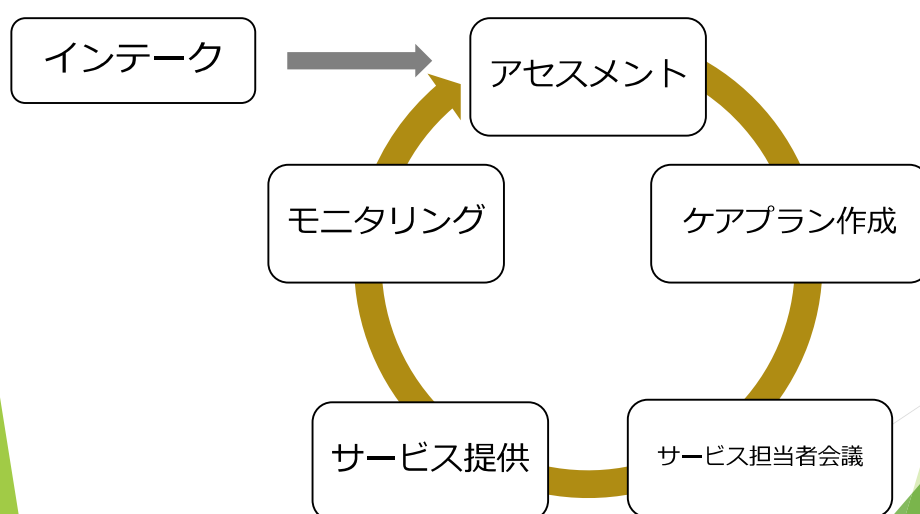 インテーク
アセスメント
ケアプラン作成
サービス担当者会議
サービス提供
モニタリング